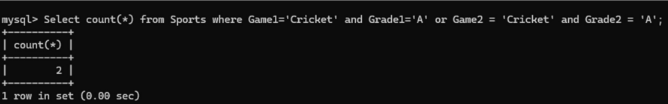 mysql> Select count(*) from Sports where Game1='Cricket' and Grade1='A' or Game2 = 'Cricket' and Grade2 = 'A';
+----------+
| count(*) |
+----------+
|        2 |
+----------+
1 row in set (0.00 sec)